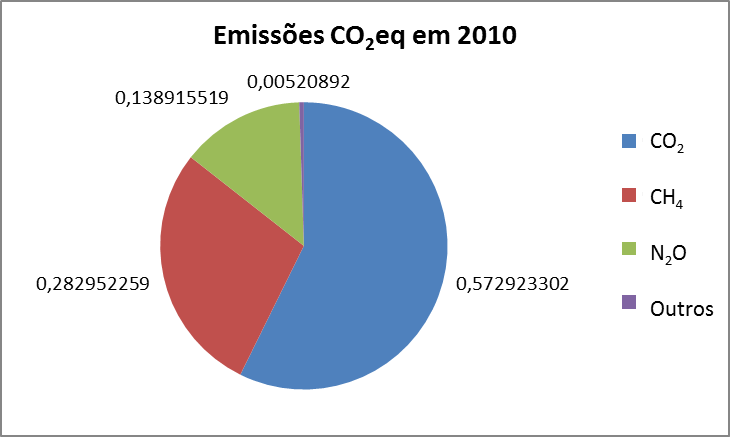 Emissões CO₂eq em 2010
0,00520892
0,138915519
0,282952259
0,572923302
CO₂
CH₄
N₂O
Outros